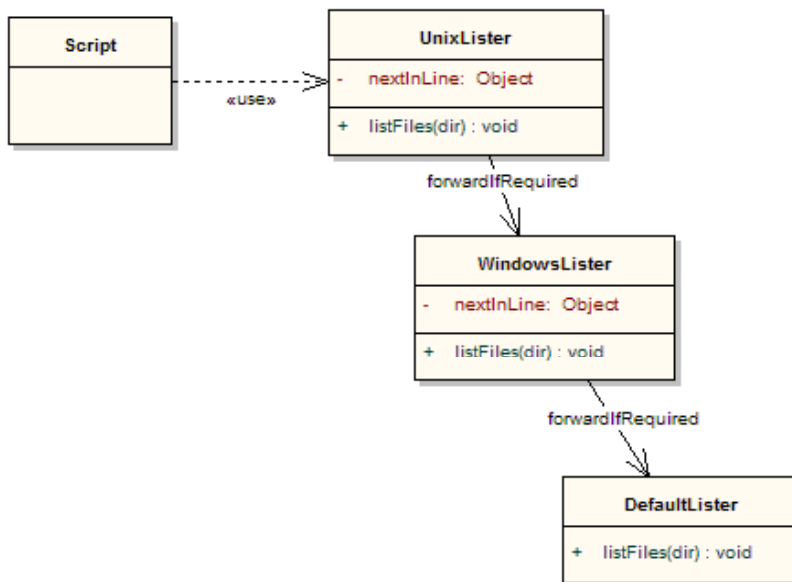 Script
«use»
UnixLister
- nextInLine: Object
+ listFiles(dir) : void
forwardIfRequired
WindowsLister
- nextInLine: Object
+ listFiles(dir) : void
forwardIfRequired
DefaultLister
+ listFiles(dir) : void